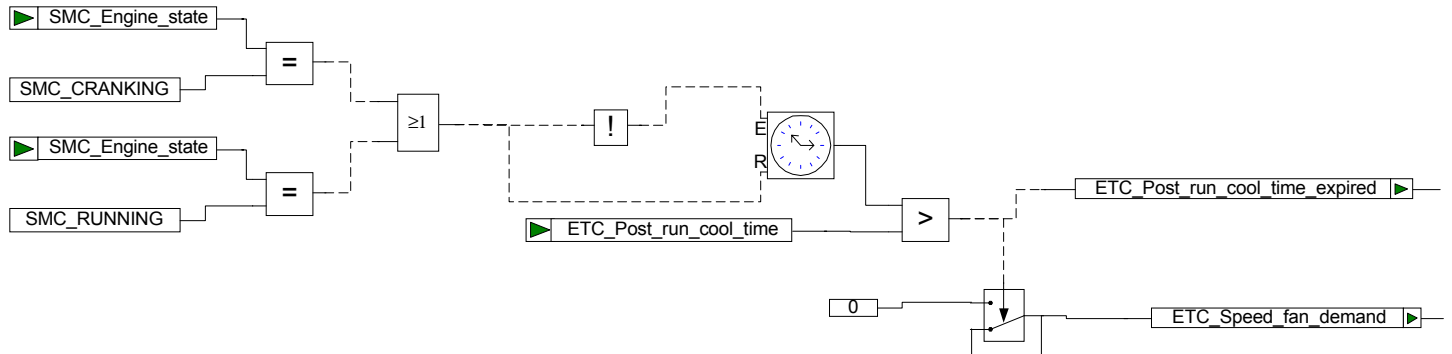 SMC_Engine_state
=
SMC_CRANKING
≥1
!
SMC_Engine_state
E
R
=
SMC_RUNNING
ETC_Post_run_cool_time
>
ETC_Post_run_cool_time_expired
0
ETC_Speed_fan_demand